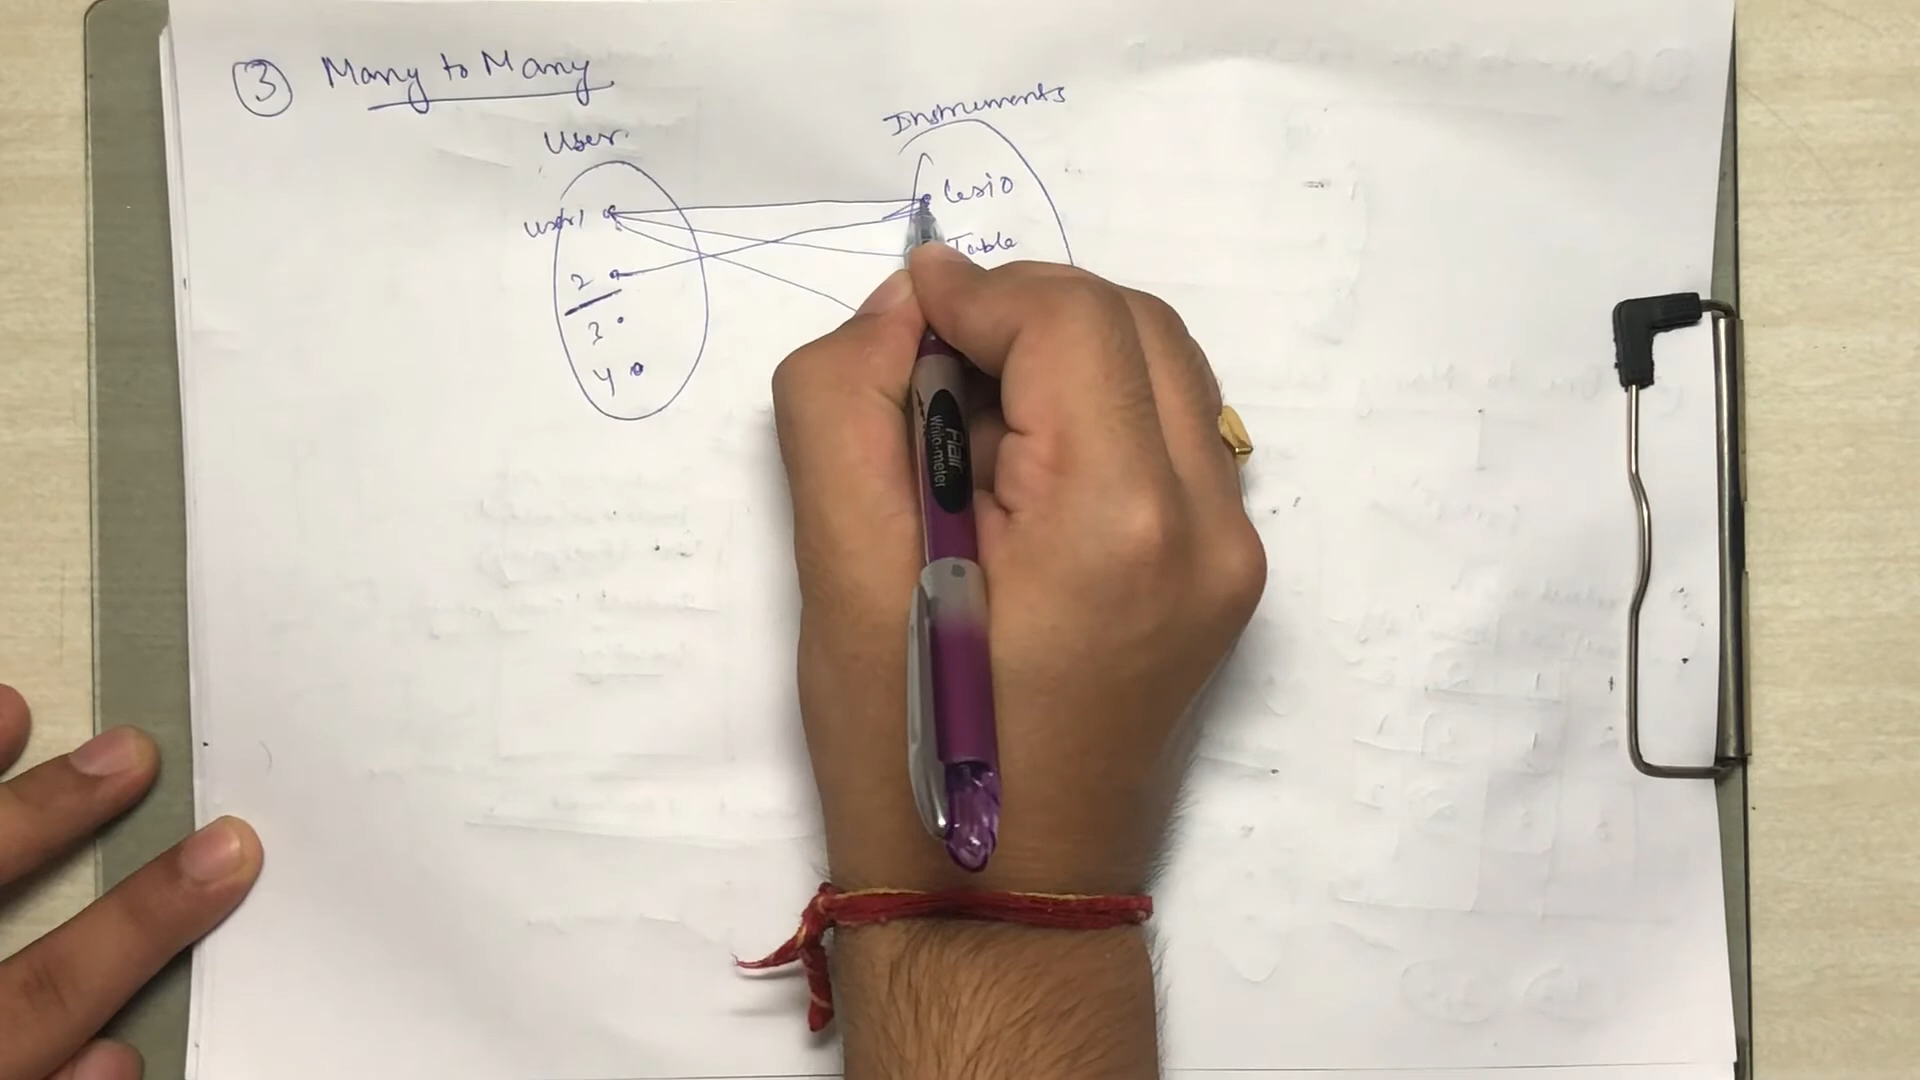 3 Many to Many
User
Instruments
user1
Casio
2
Table
3
4
Flair
Writo-meter